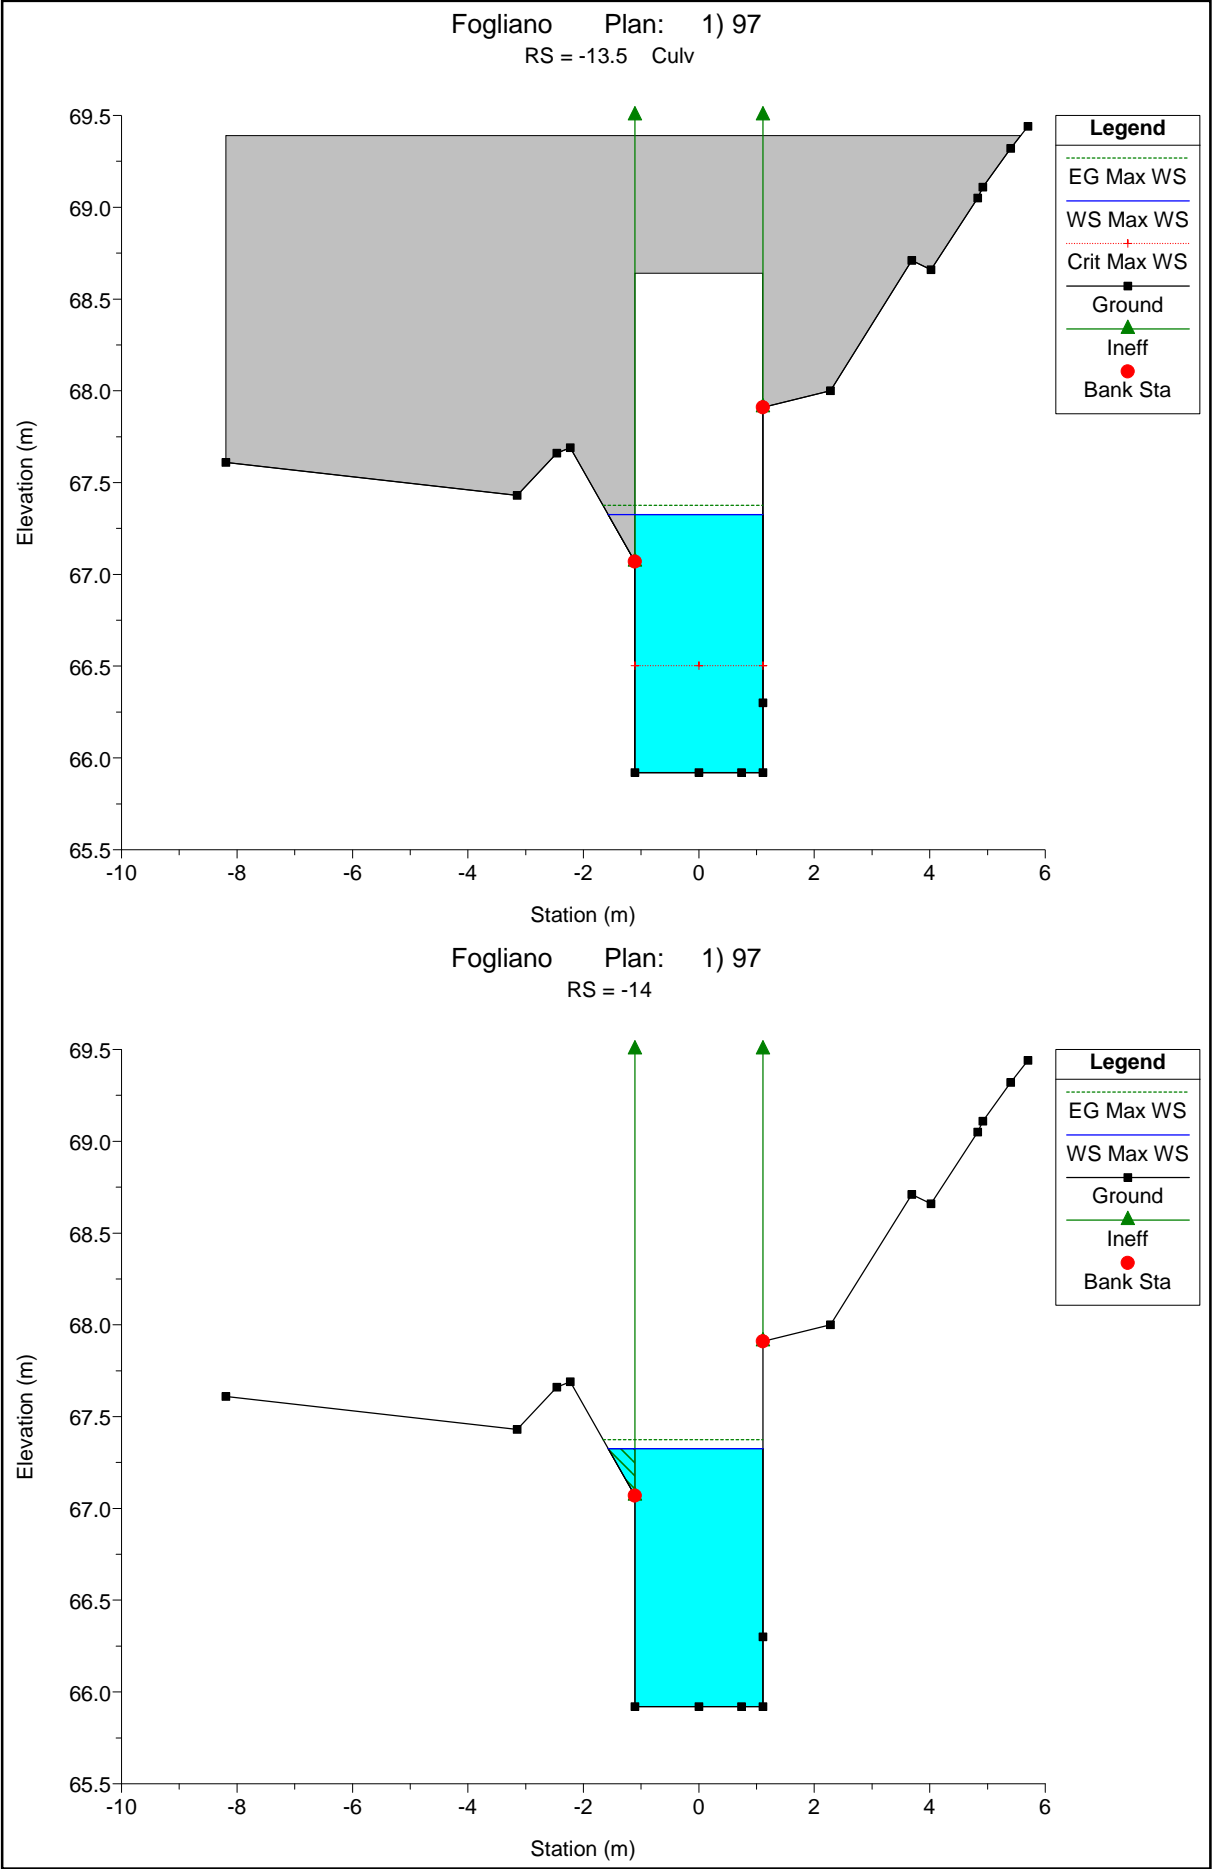 Fogliano Plan: 1) 97
RS = -13.5 Culv
69.5
69.0
68.5
68.0
67.5
67.0
66.5
66.0
65.5
Elevation (m)
-10 -8 -6 -4 -2 0 2 4 6
Station (m)
Legend
EG Max WS
WS Max WS
Crit Max WS
Ground
Ineff
Bank Sta
Fogliano Plan: 1) 97
RS = -14
69.5
69.0
68.5
68.0
67.5
67.0
66.5
66.0
65.5
Elevation (m)
-10 -8 -6 -4 -2 0 2 4 6
Station (m)
Legend
EG Max WS
WS Max WS
Ground
Ineff
Bank Sta